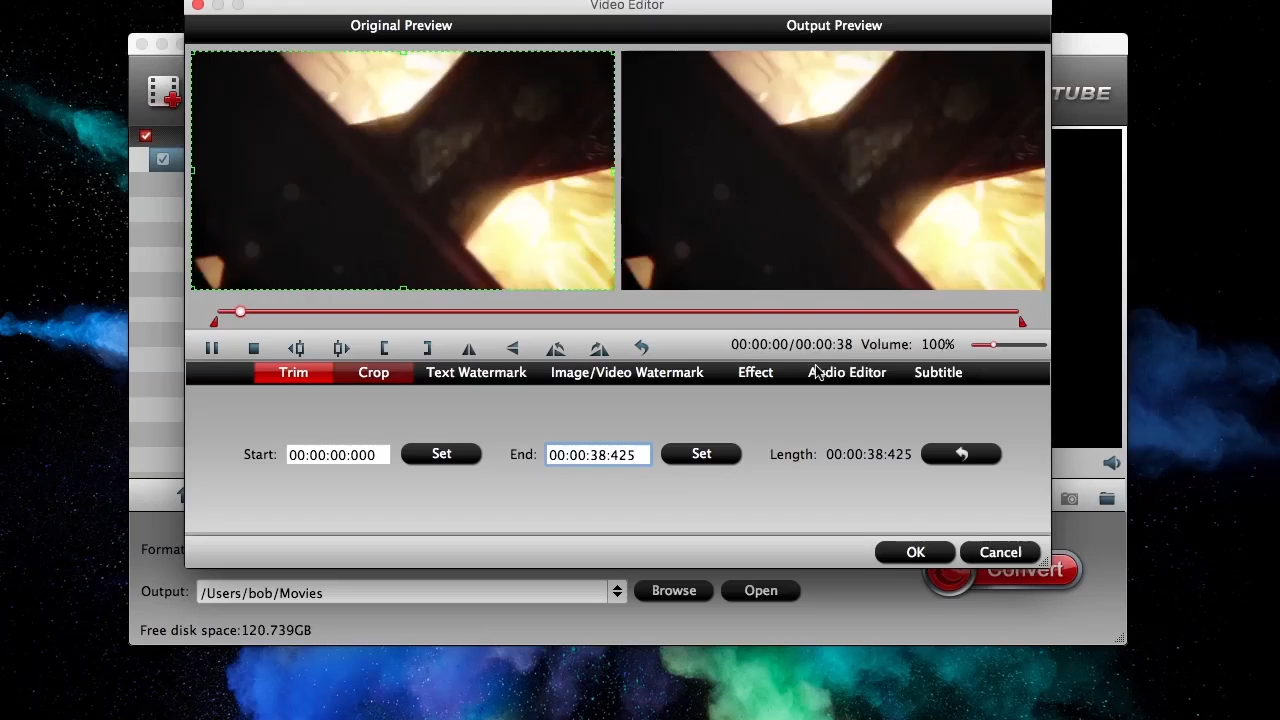 Video Editor
Original Preview
Output Preview
TUBE
00:00:00/00:00:38 Volume: 100%
Trim
Crop
Text Watermark
Image/Video Watermark
Effect
Audio Editor
Subtitle
Start: 00:00:00:000 Set End: 00:00:38:425 Set Length: 00:00:38:425
OK
Cancel
Format
Convert
Output: /Users/bob/Movies Browse Open
Free disk space:120.739GB